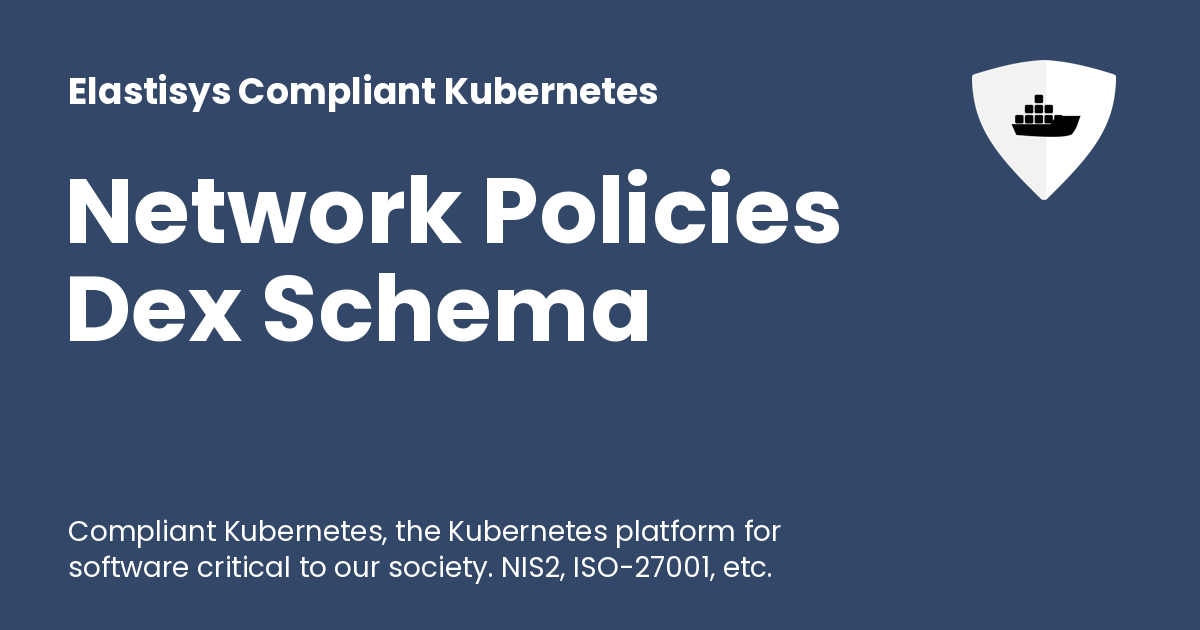 Elastisys Compliant Kubernetes
Network Policies
Dex Schema
Compliant Kubernetes, the Kubernetes platform for
software critical to our society. NIS2, ISO-27001, etc.